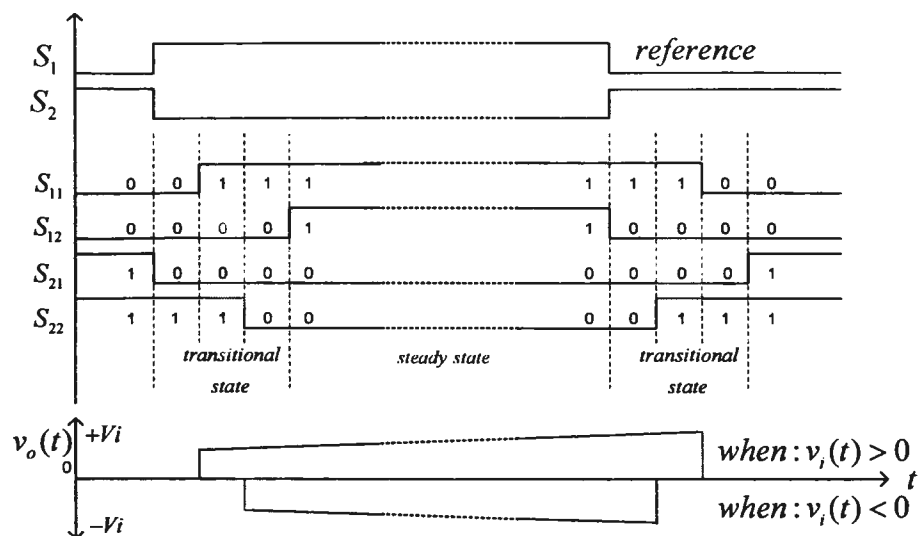 S₁ reference
S₂
S₁₁ 0 0 1 1 1 1 1 1 0 0
S₁₂ 0 0 0 0 1 1 0 0 0 0
S₂₁ 1 0 0 0 0 0 0 0 0 1
S₂₂ 1 1 1 0 0 0 0 1 1 1
transitional state
steady state
transitional state
vₒ(t) +Vi
0
when: vᵢ(t) > 0
t
when: vᵢ(t) < 0
−Vi